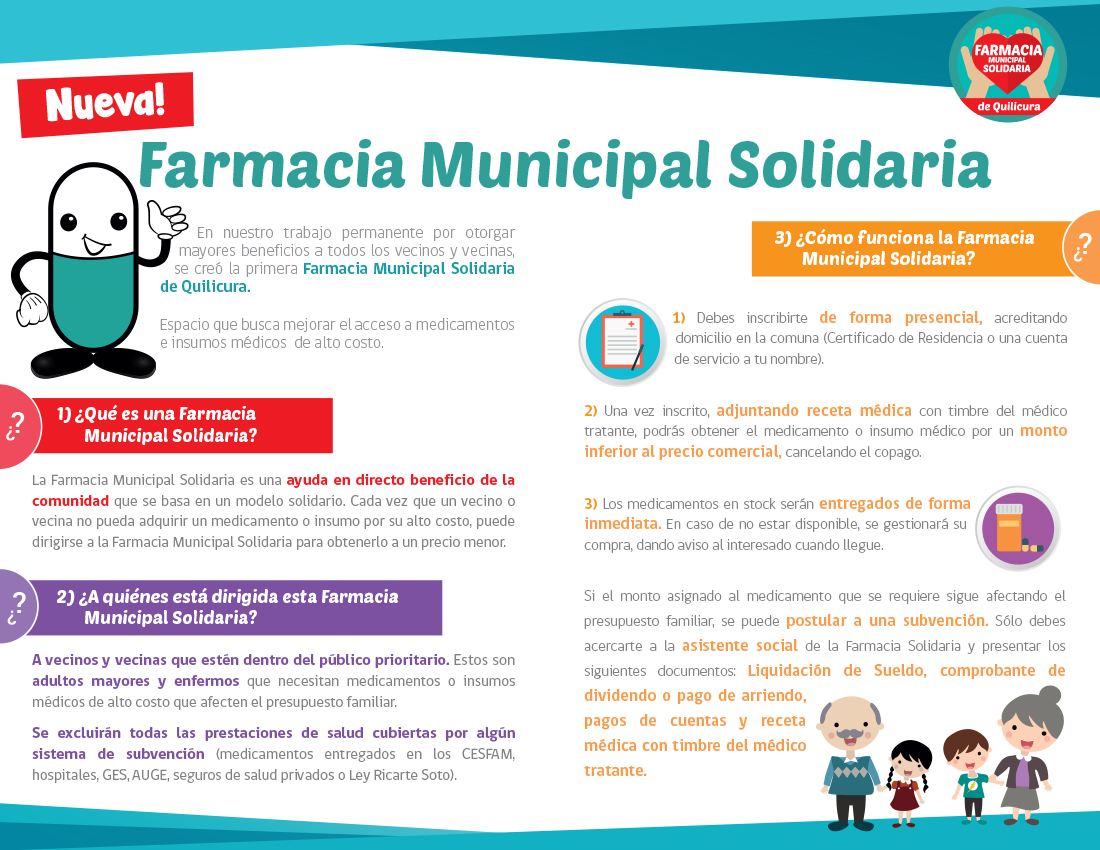 FARMACIA
MUNICIPAL
SOLIDARIA
de Quilicura
Nueva!
Farmacia Municipal Solidaria
En nuestro trabajo permanente por otorgar
mayores beneficios a todos los vecinos y vecinas,
se creó la primera Farmacia Municipal Solidaria
de Quilicura.
Espacio que busca mejorar el acceso a medicamentos
e insumos médicos de alto costo.
¿?
1) ¿Qué es una Farmacia
Municipal Solidaria?
La Farmacia Municipal Solidaria es una ayuda en directo beneficio de la
comunidad que se basa en un modelo solidario. Cada vez que un vecino o
vecina no pueda adquirir un medicamento o insumo por su alto costo, puede
dirigirse a la Farmacia Municipal Solidaria para obtenerlo a un precio menor.
¿?
2) ¿A quiénes está dirigida esta Farmacia
Municipal Solidaria?
A vecinos y vecinas que estén dentro del público prioritario. Estos son
adultos mayores y enfermos que necesitan medicamentos o insumos
médicos de alto costo que afecten el presupuesto familiar.
Se excluirán todas las prestaciones de salud cubiertas por algún
sistema de subvención (medicamentos entregados en los CESFAM,
hospitales, GES, AUGE, seguros de salud privados o Ley Ricarte Soto).
3) ¿Cómo funciona la Farmacia
Municipal Solidaria?
¿?
1) Debes inscribirte de forma presencial, acreditando
domicilio en la comuna (Certificado de Residencia o una cuenta
de servicio a tu nombre).
2) Una vez inscrito, adjuntando receta médica con timbre del médico
tratante, podrás obtener el medicamento o insumo médico por un monto
inferior al precio comercial, cancelando el copago.
3) Los medicamentos en stock serán entregados de forma
inmediata. En caso de no estar disponible, se gestionará su
compra, dando aviso al interesado cuando llegue.
Si el monto asignado al medicamento que se requiere sigue afectando el
presupuesto familiar, se puede postular a una subvención. Sólo debes
acercarte a la asistente social de la Farmacia Solidaria y presentar los
siguientes documentos: Liquidación de Sueldo, comprobante de
dividendo o pago de arriendo,
pagos de cuentas y receta
médica con timbre del médico
tratante.